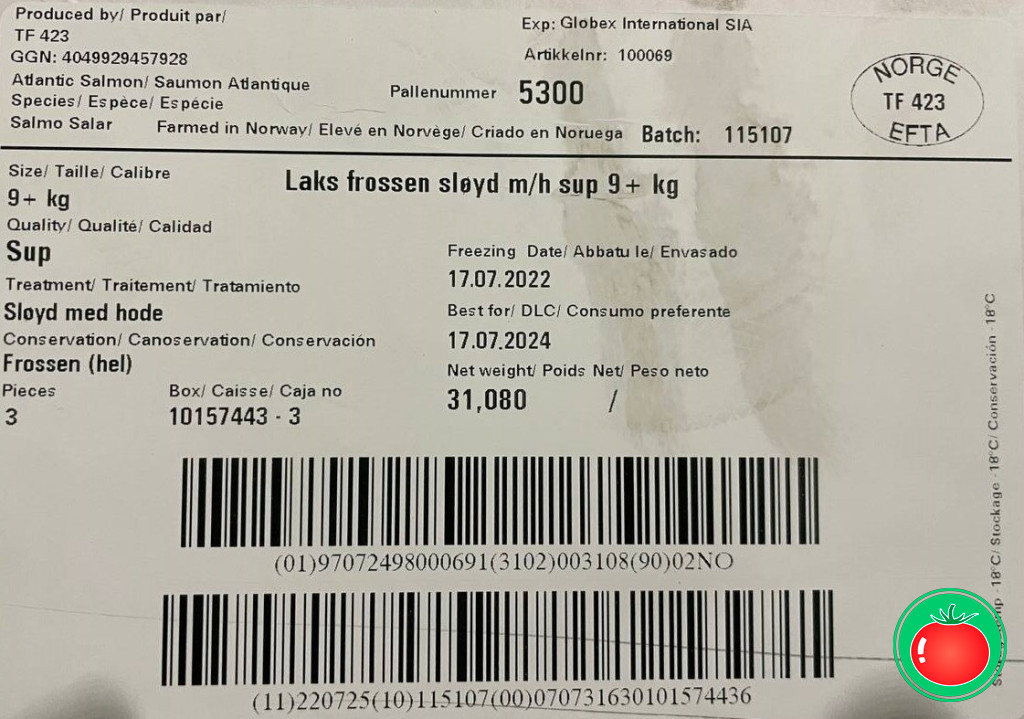 Produced by/ Produit par/
TF 423
GGN: 4049929457928
Atlantic Salmon/ Saumon Atlantique
Species/ Espèce/ Espécie
Salmo Salar Farmed in Norway/ Elevé en Norvège/ Criado en Noruega Batch: 115107
Exp: Globex International SIA
Artikkelnr: 100069
Pallenummer 5300
NORGE
TF 423
EFTA
Size/ Taille/ Calibre
9+ kg
Laks frossen sløyd m/h sup 9+ kg
Quality/ Qualité/ Calidad
Sup
Treatment/ Traitement/ Tratamiento
Sløyd med hode
Conservation/ Canoservation/ Conservación
Frossen (hel)
Pieces
3
Box/ Caisse/ Caja no
10157443 - 3
Freezing Date/ Abbatu le/ Envasado
17.07.2022
Best for/ DLC/ Consumo preferente
17.07.2024
Net weight/ Poids Net/ Peso neto
31,080 /
(01)97072498000691(3102)003108(90)02NO
(11)220725(10)115107(00)070731630101574436
-18°C/ Stockage -18°C/ Conservación -18°C